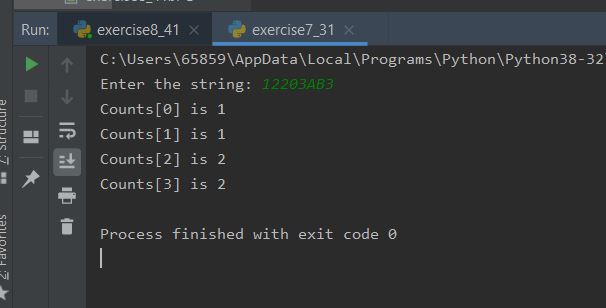 Run: exercise8_41 × exercise7_31 ×
C:\Users\65859\AppData\Local\Programs\Python\Python38-32
Enter the string: 12203AB3
Counts[0] is 1
Counts[1] is 1
Counts[2] is 2
Counts[3] is 2
Process finished with exit code 0
Z: Structure
2: Favorites